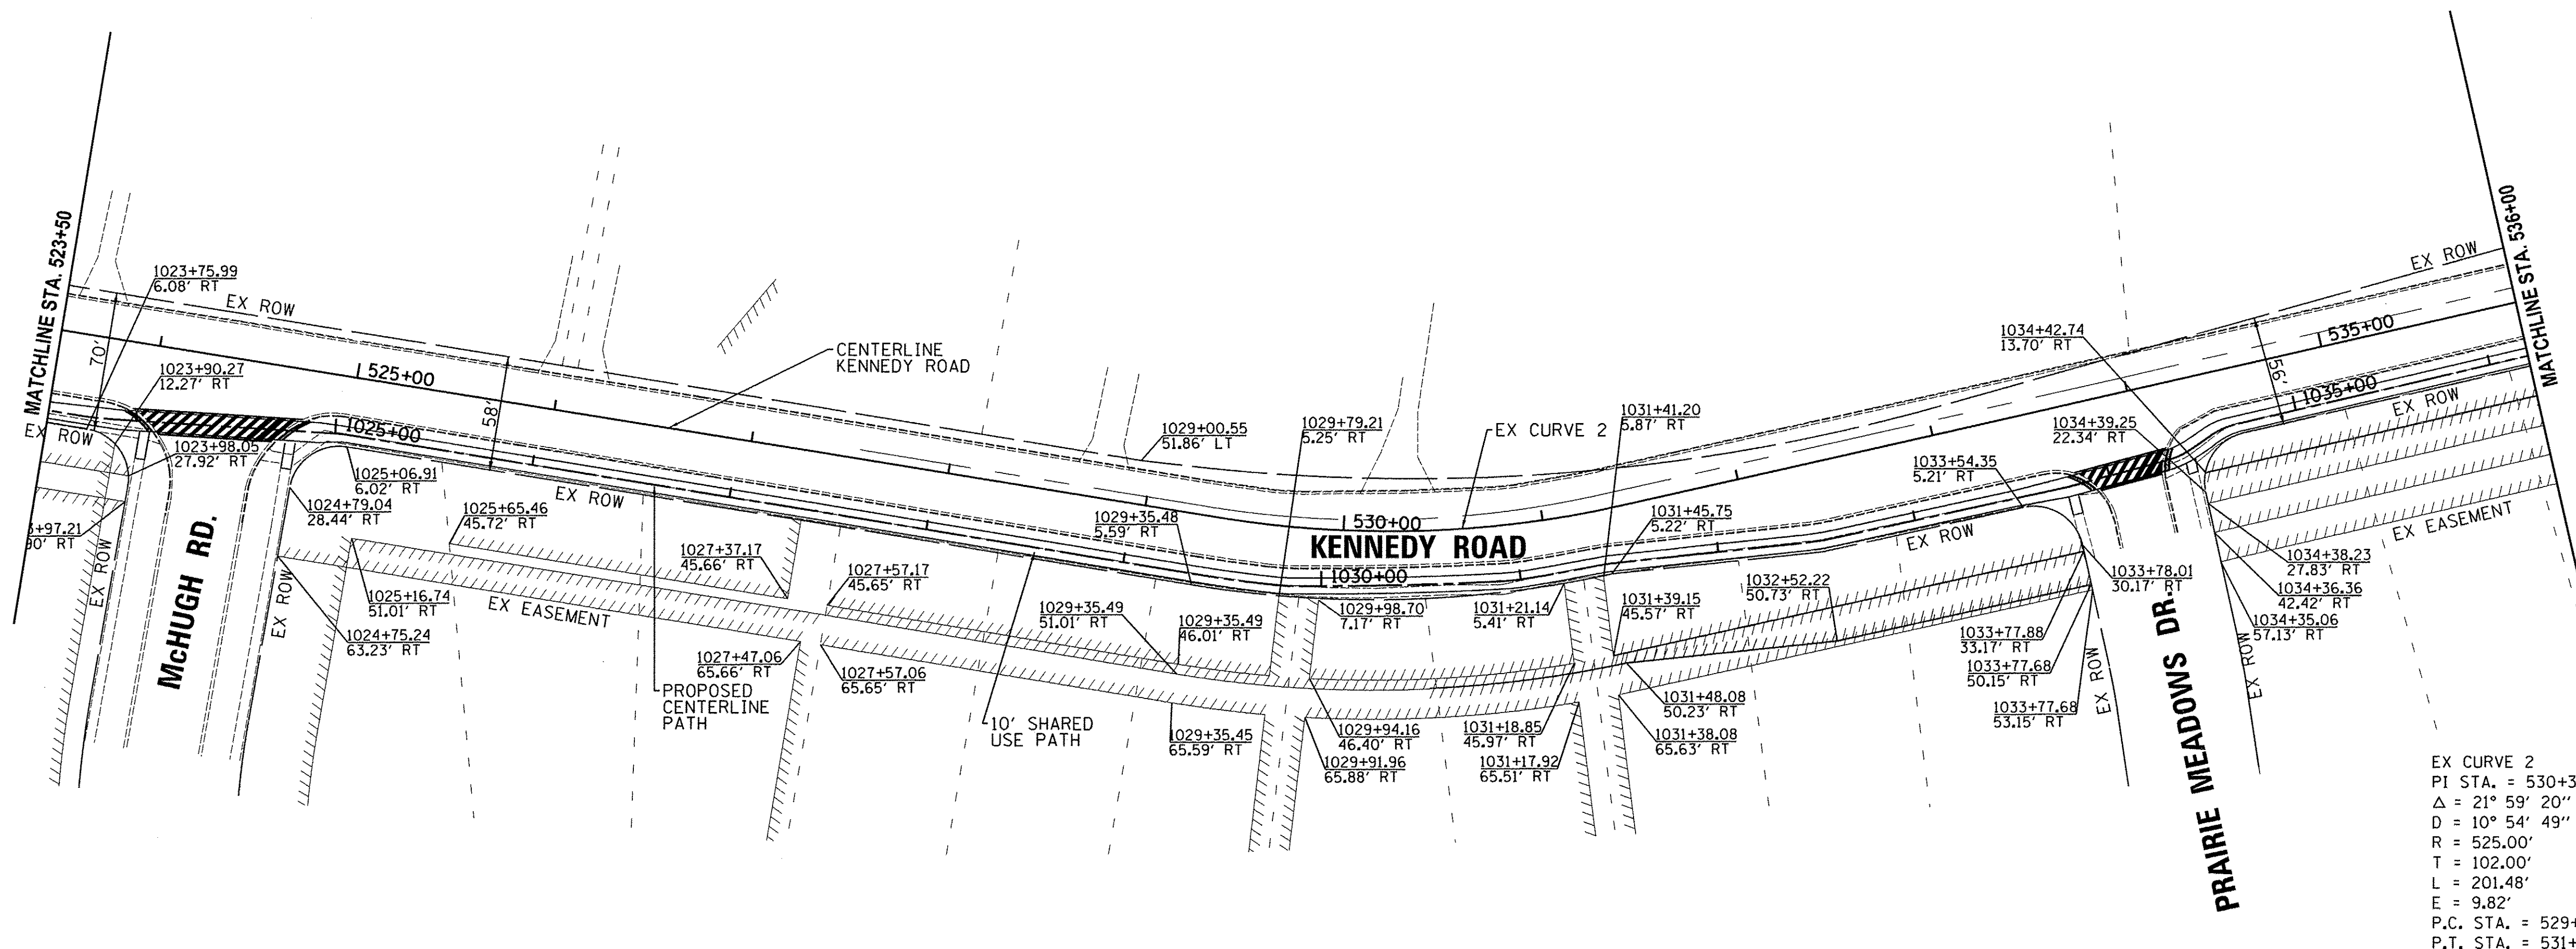 MATCHLINE STA. 523+50
MATCHLINE STA. 536+00
1023+75.99
6.08' RT
EX ROW
70'
1023+90.27
12.27' RT
525+00
CENTERLINE
KENNEDY ROAD
58'
EX ROW
1023+98.05
27.92' RT
1025+00
1025+06.91
6.02' RT
1024+79.04
28.44' RT
+97.21
90' RT
EX ROW
McHUGH RD.
EX ROW
1025+16.74
51.01' RT
1024+75.24
63.23' RT
1025+65.46
45.72' RT
EX ROW
EX EASEMENT
1027+37.17
45.66' RT
1027+57.17
45.65' RT
1027+47.06
65.66' RT
1027+57.06
65.65' RT
PROPOSED
CENTERLINE
PATH
10' SHARED
USE PATH
1029+00.55
51.86' LT
1029+35.48
5.59' RT
1029+35.49
51.01' RT
1029+35.49
46.01' RT
1029+35.45
65.59' RT
1029+79.21
5.25' RT
EX CURVE 2
530+00
KENNEDY ROAD
1030+00
1029+98.70
7.17' RT
1029+94.16
46.40' RT
1029+91.96
65.88' RT
1031+41.20
5.87' RT
1031+45.75
5.22' RT
1031+21.14
5.41' RT
1031+39.15
45.57' RT
1031+18.85
45.97' RT
1031+17.92
65.51' RT
1031+48.08
50.23' RT
1031+38.08
65.63' RT
1032+52.22
50.73' RT
1033+54.35
5.21' RT
EX ROW
1033+78.01
30.17' RT
1033+77.88
33.17' RT
1033+77.68
50.15' RT
1033+77.68
53.15' RT
EX ROW
PRAIRIE MEADOWS DR.
EX ROW
1034+42.74
13.70' RT
1034+39.25
22.34' RT
1034+38.23
27.83' RT
1034+36.36
42.42' RT
1034+35.06
57.13' RT
EX ROW
535+00
56'
1035+00
EX ROW
EX EASEMENT
EX CURVE 2
PI STA. = 530+3
Δ = 21° 59' 20''
D = 10° 54' 49''
R = 525.00'
T = 102.00'
L = 201.48'
E = 9.82'
P.C. STA. = 529+
P.T. STA. = 531+